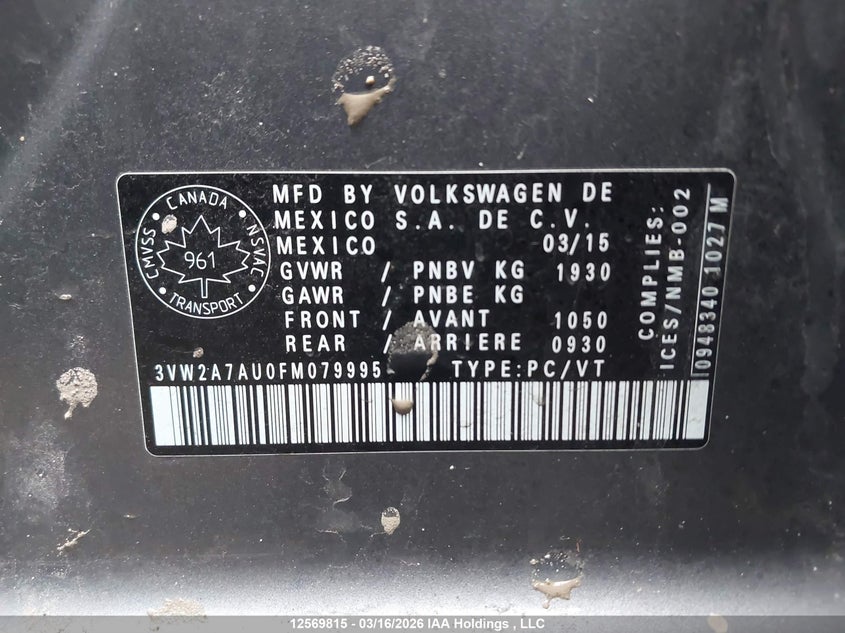 CANADA
CMVSS
NSVAC
961
TRANSPORT
MFD BY VOLKSWAGEN DE
MEXICO S.A. DE C.V.
MEXICO 03/15
GVWR / PNBV KG 1930
GAWR / PNBE KG
FRONT / AVANT 1050
REAR / ARRIERE 0930
3VW2A7AU0FM079995 TYPE:PC/VT
COMPLIES:
ICES/NMB-002
10948340 1027 M
12569815 - 03/16/2026 IAA Holdings , LLC